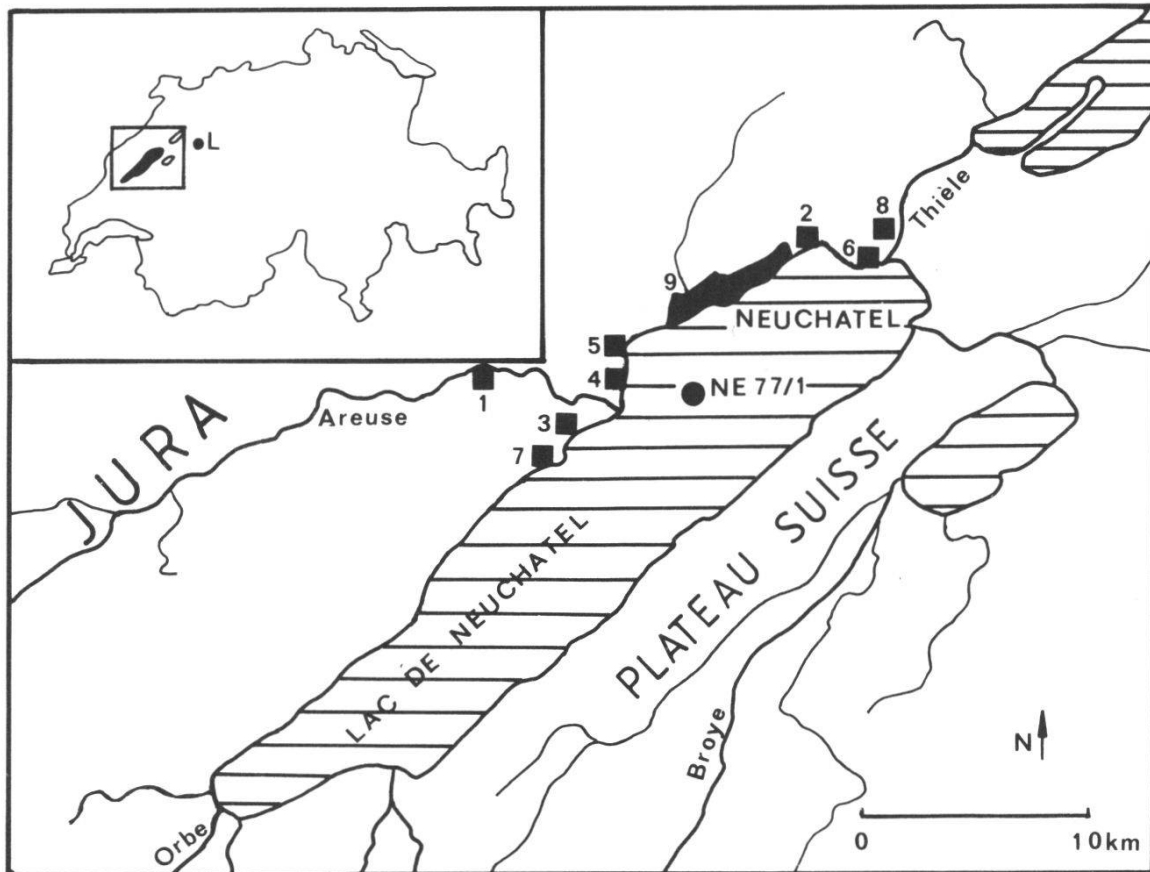 L
Thièle
2
8
6
9
NEUCHATEL
5
4
NE 77/1
1
Areuse
3
7
JURA
LAC DE NEUCHATEL
PLATEAU SUISSE
Broye
N
Orbe
0
10km